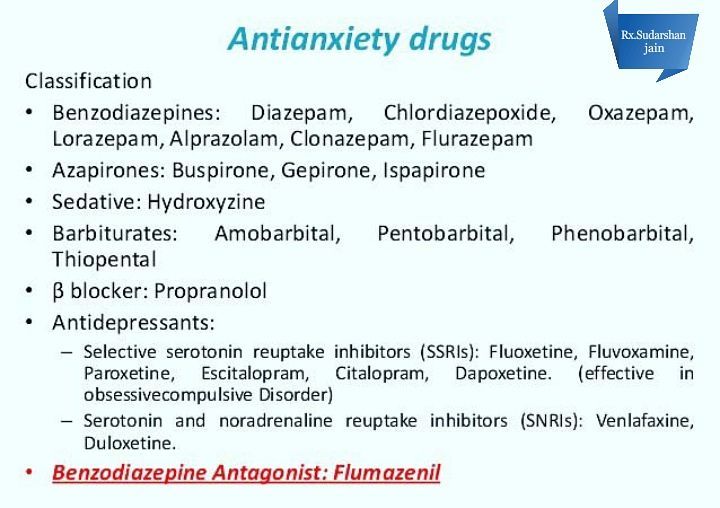 Antianxiety drugs
Rx.Sudarshan
jain
Classification
• Benzodiazepines: Diazepam, Chlordiazepoxide, Oxazepam,
Lorazepam, Alprazolam, Clonazepam, Flurazepam
• Azapirones: Buspirone, Gepirone, Ispapirone
• Sedative: Hydroxyzine
• Barbiturates: Amobarbital, Pentobarbital, Phenobarbital,
Thiopental
• β blocker: Propranolol
• Antidepressants:
– Selective serotonin reuptake inhibitors (SSRIs): Fluoxetine, Fluvoxamine,
Paroxetine, Escitalopram, Citalopram, Dapoxetine. (effective in
obsessivecompulsive Disorder)
– Serotonin and noradrenaline reuptake inhibitors (SNRIs): Venlafaxine,
Duloxetine.
• Benzodiazepine Antagonist: Flumazenil